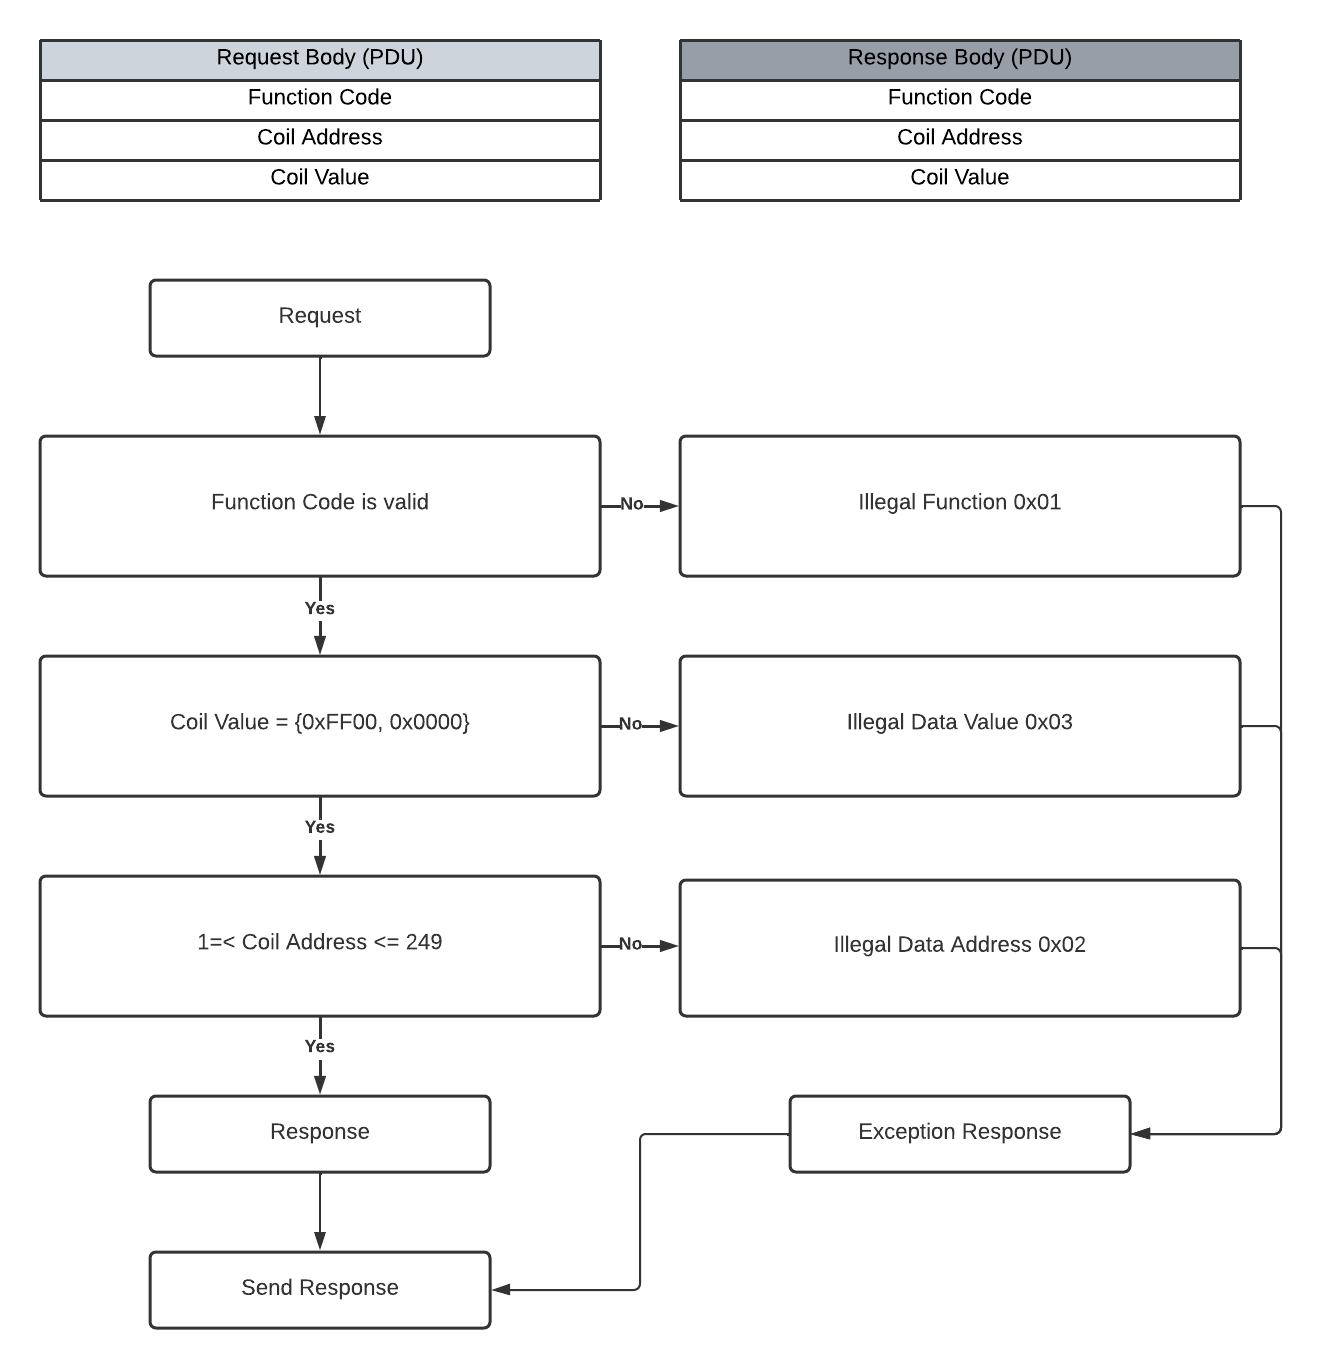 Request Body (PDU)
Function Code
Coil Address
Coil Value
Response Body (PDU)
Function Code
Coil Address
Coil Value
Request
Function Code is valid
No
Illegal Function 0x01
Yes
Coil Value = {0xFF00, 0x0000}
No
Illegal Data Value 0x03
Yes
1=< Coil Address <= 249
No
Illegal Data Address 0x02
Yes
Response
Exception Response
Send Response